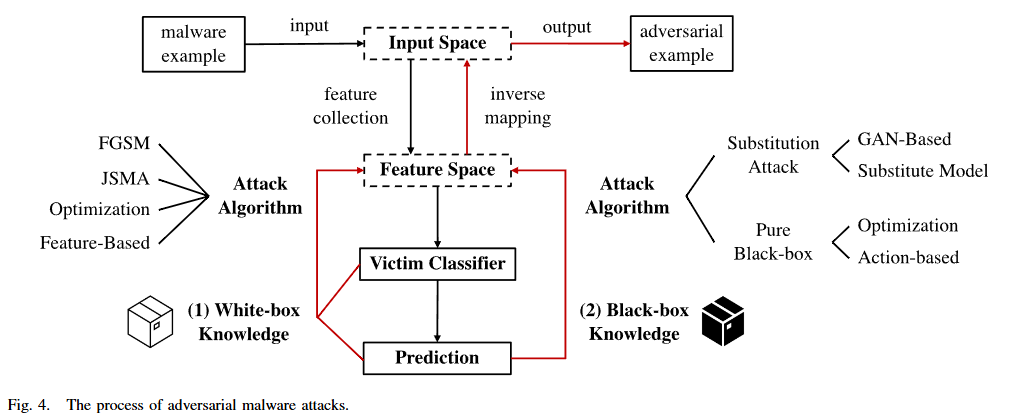 malware
example
input
Input Space
output
adversarial
example
feature
collection
inverse
mapping
FGSM
JSMA
Optimization
Feature-Based
Attack
Algorithm
Feature Space
Attack
Algorithm
Substitution
Attack
GAN-Based
Substitute Model
Pure
Black-box
Optimization
Action-based
Victim Classifier
(1) White-box
Knowledge
(2) Black-box
Knowledge
Prediction
Fig. 4. The process of adversarial malware attacks.